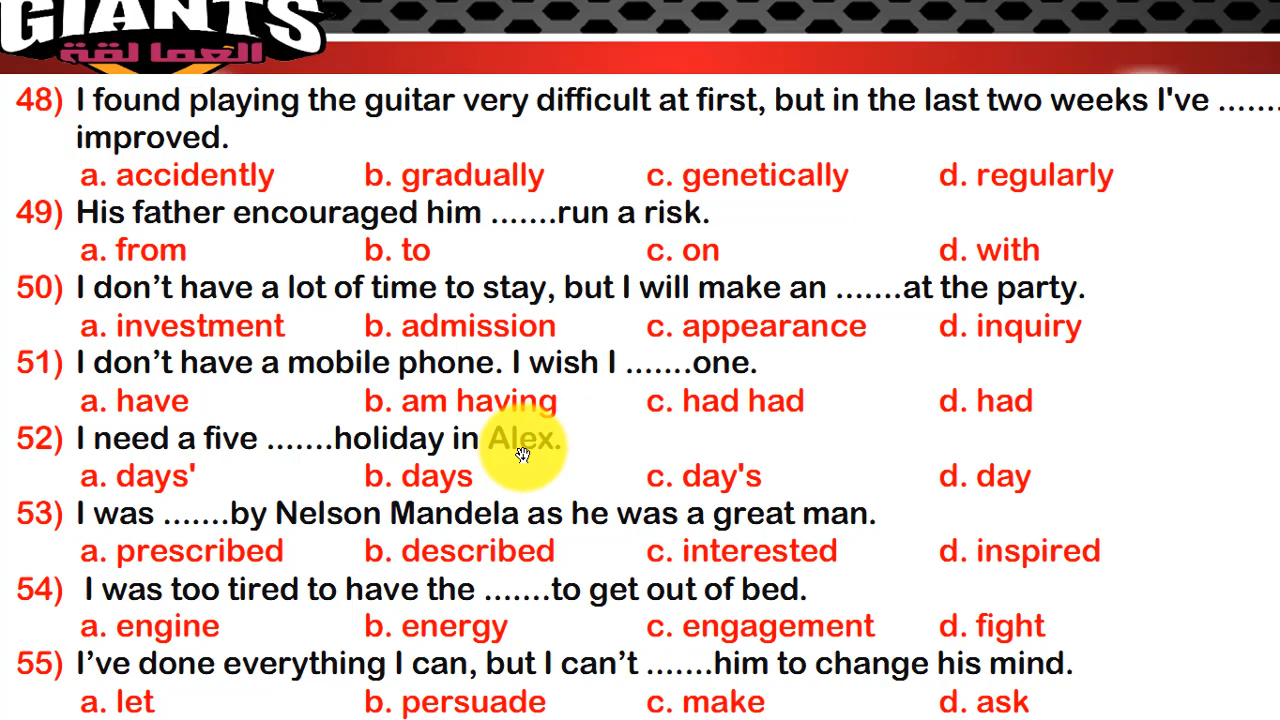 GIANTS
العمالقة
48) I found playing the guitar very difficult at first, but in the last two weeks I've .......
improved.
a. accidently b. gradually c. genetically d. regularly
49) His father encouraged him .......run a risk.
a. from b. to c. on d. with
50) I don’t have a lot of time to stay, but I will make an .......at the party.
a. investment b. admission c. appearance d. inquiry
51) I don’t have a mobile phone. I wish I .......one.
a. have b. am having c. had had d. had
52) I need a five .......holiday in Alex.
a. days' b. days c. day's d. day
53) I was .......by Nelson Mandela as he was a great man.
a. prescribed b. described c. interested d. inspired
54) I was too tired to have the .......to get out of bed.
a. engine b. energy c. engagement d. fight
55) I’ve done everything I can, but I can’t .......him to change his mind.
a. let b. persuade c. make d. ask